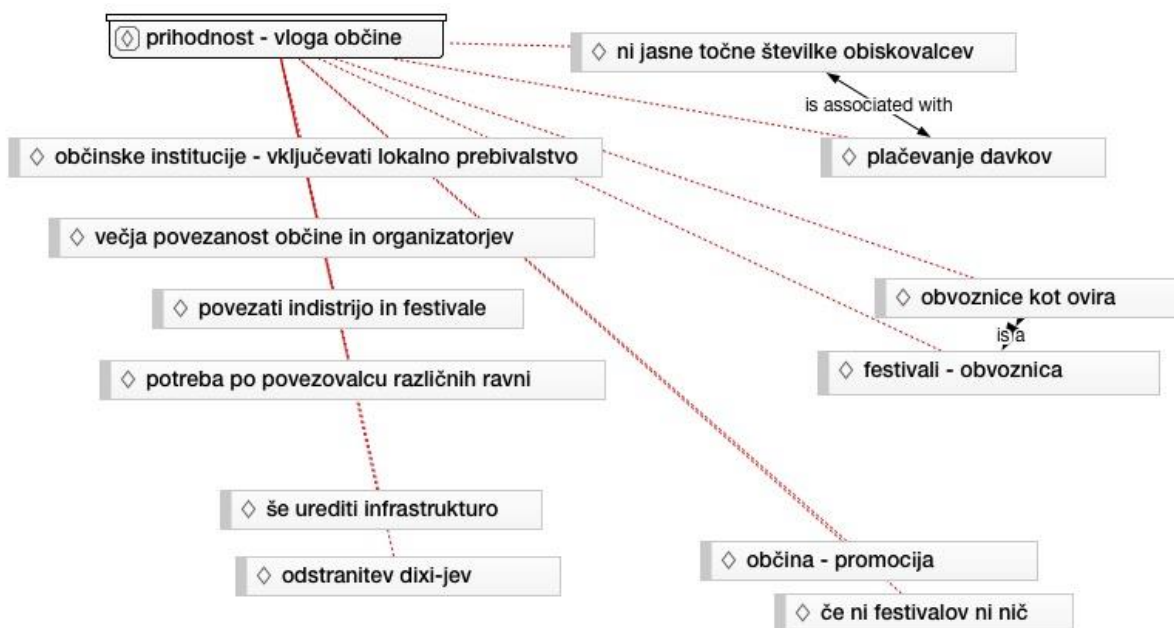 prihodnost - vloga občine
ni jasne točne številke obiskovalcev
is associated with
občinske institucije - vključevati lokalno prebivalstvo
plačevanje davkov
večja povezanost občine in organizatorjev
povezati indistrijo in festivale
obvoznice kot ovira
is a
potreba po povezovalcu različnih ravni
festivali - obvoznica
še urediti infrastrukturo
občina - promocija
odstranitev dixi-jev
če ni festivalov ni nič